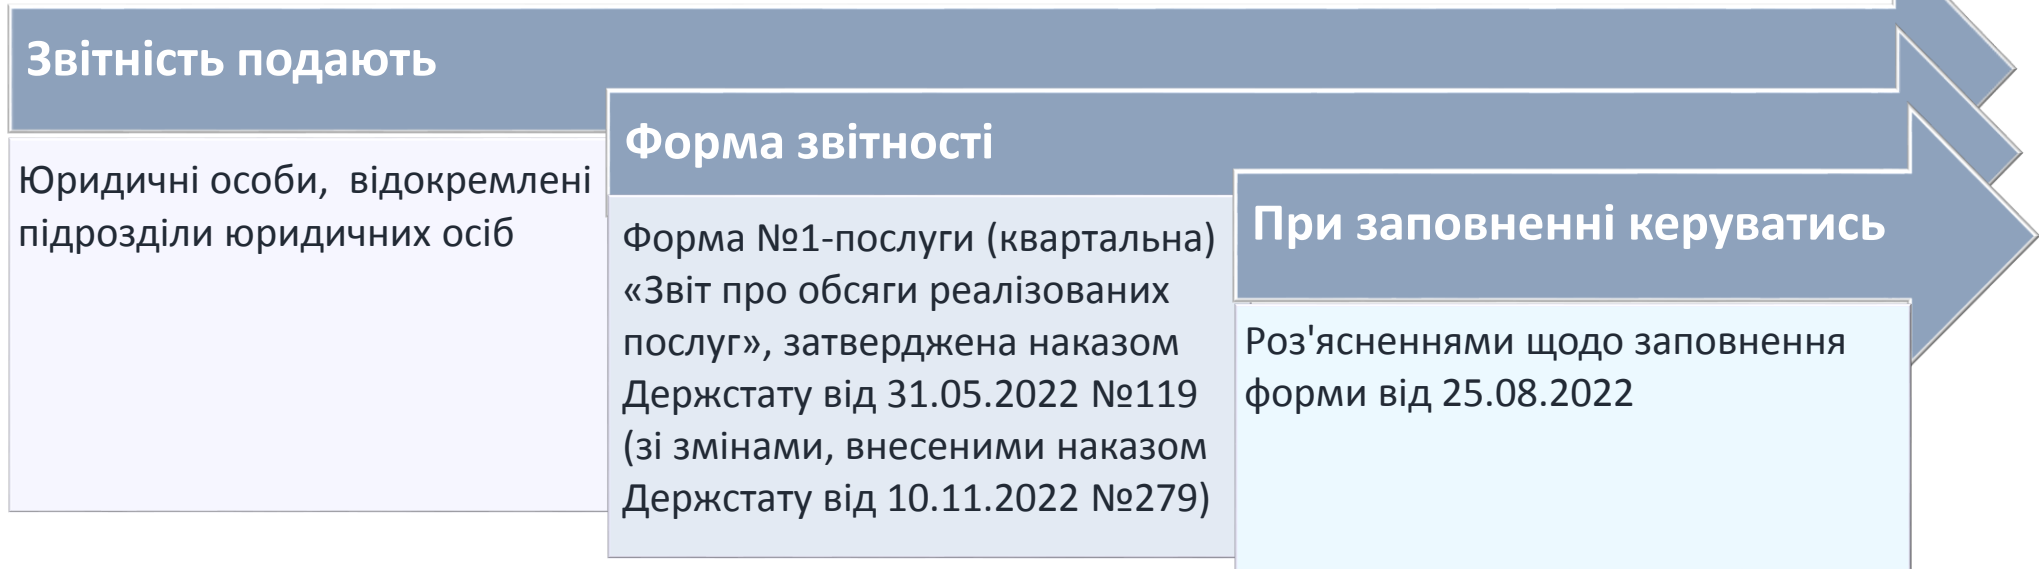 Звітність подають
Юридичні особи, відокремлені
підрозділи юридичних осіб
Форма звітності
Форма №1-послуги (квартальна)
«Звіт про обсяги реалізованих
послуг», затверджена наказом
Держстату від 31.05.2022 №119
(зі змінами, внесеними наказом
Держстату від 10.11.2022 №279)
При заповненні керуватись
Роз'ясненнями щодо заповнення
форми від 25.08.2022